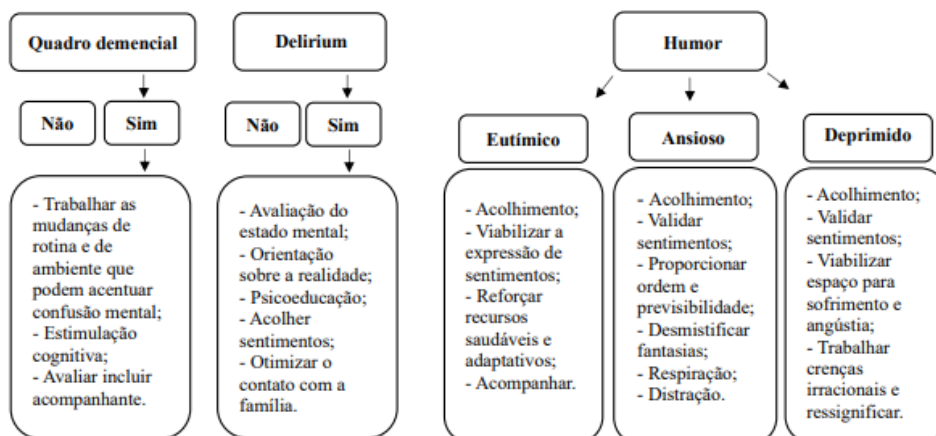 Quadro demencial
Não
Sim
- Trabalhar as
mudanças de
rotina e de
ambiente que
podem acentuar
confusão mental;
- Estimulação
cognitiva;
- Avaliar incluir
acompanhante.
Delirium
Não
Sim
- Avaliação do
estado mental;
- Orientação
sobre a realidade;
- Psicoeducação;
- Acolher
sentimentos;
- Otimizar o
contato com a
família.
Humor
Eutímico
- Acolhimento;
- Viabilizar a
expressão de
sentimentos;
- Reforçar
recursos
saudáveis e
adaptativos;
- Acompanhar.
Ansioso
- Acolhimento;
- Validar
sentimentos;
- Proporcionar
ordem e
previsibilidade;
- Desmistificar
fantasias;
- Respiração;
- Distração.
Deprimido
- Acolhimento;
- Validar
sentimentos;
- Viabilizar
espaço para
sofrimento e
angústia;
- Trabalhar
crenças
irracionais e
ressignificar.